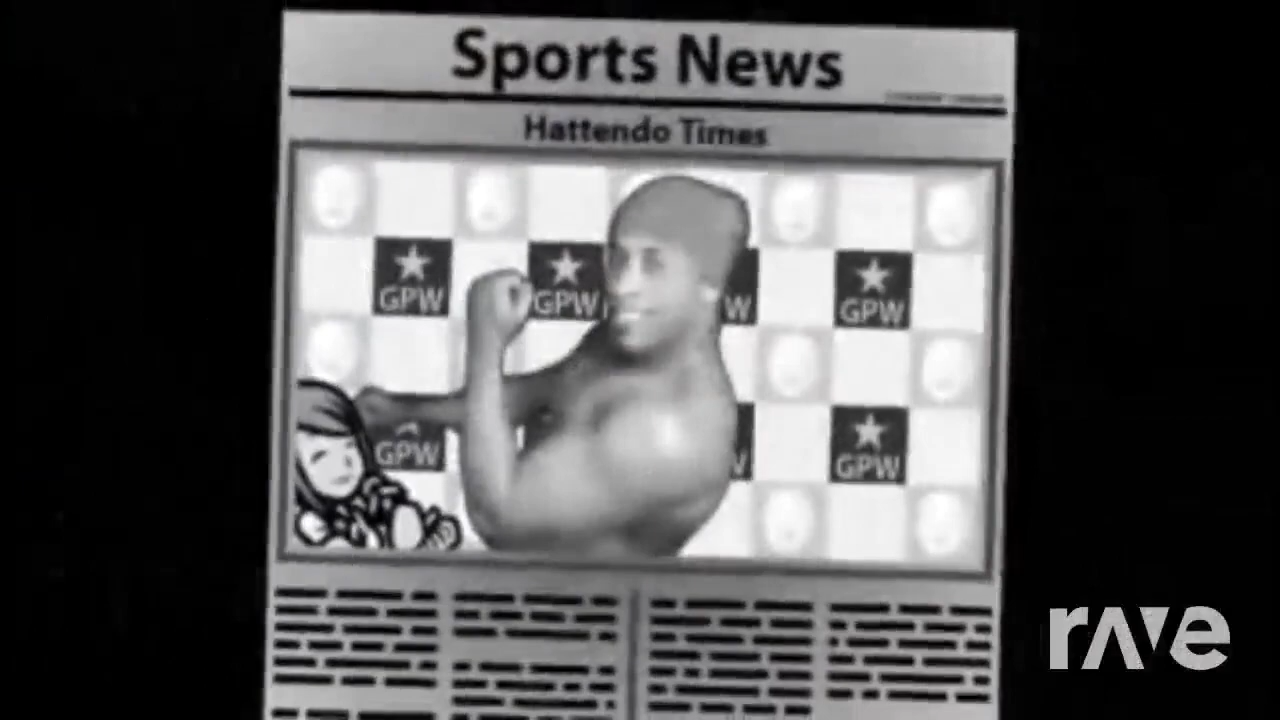 Sports News
Hattendo Times
GPW GPW W GPW
GPW W GPW
rave